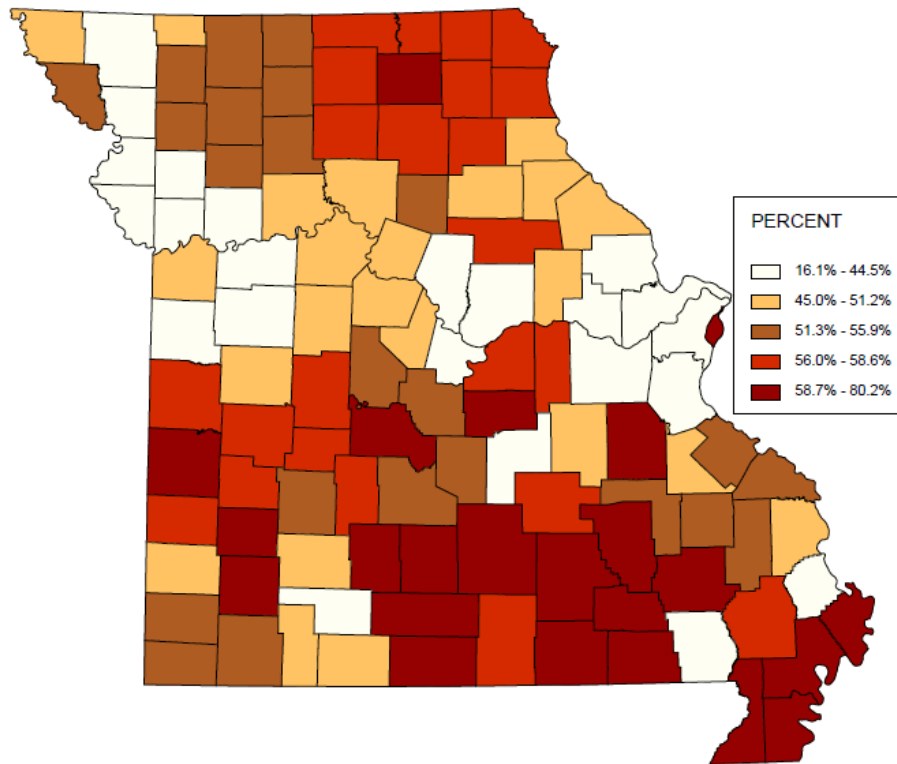 PERCENT
16.1% - 44.5%
45.0% - 51.2%
51.3% - 55.9%
56.0% - 58.6%
58.7% - 80.2%